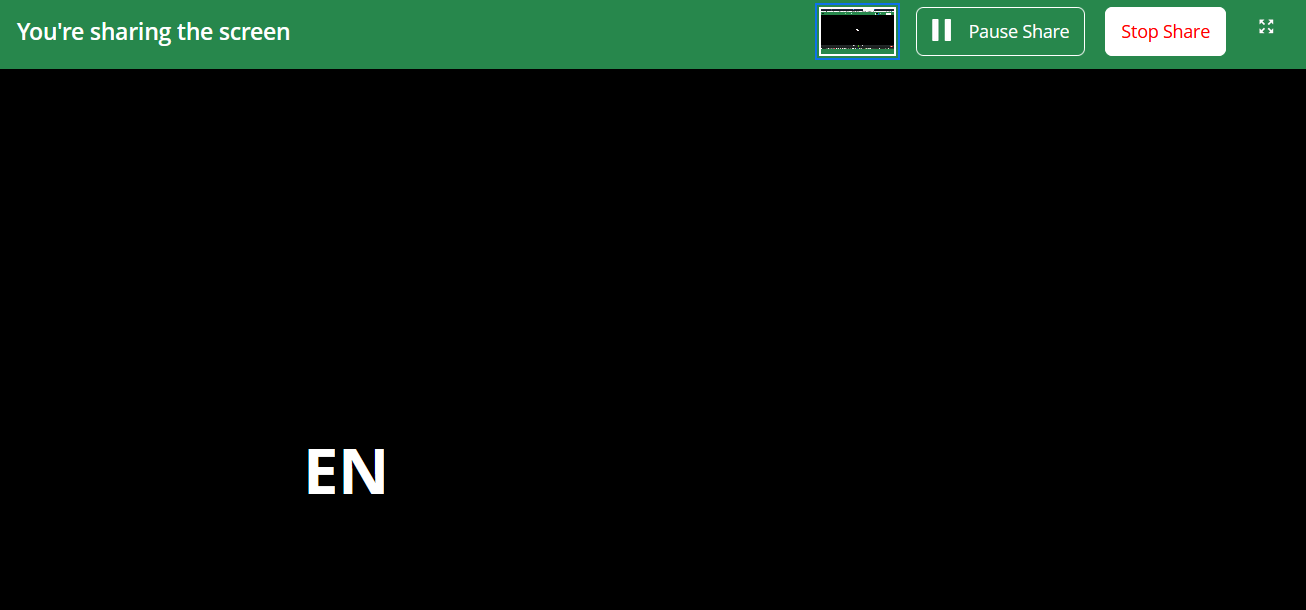 You're sharing the screen
Pause Share
Stop Share
EN